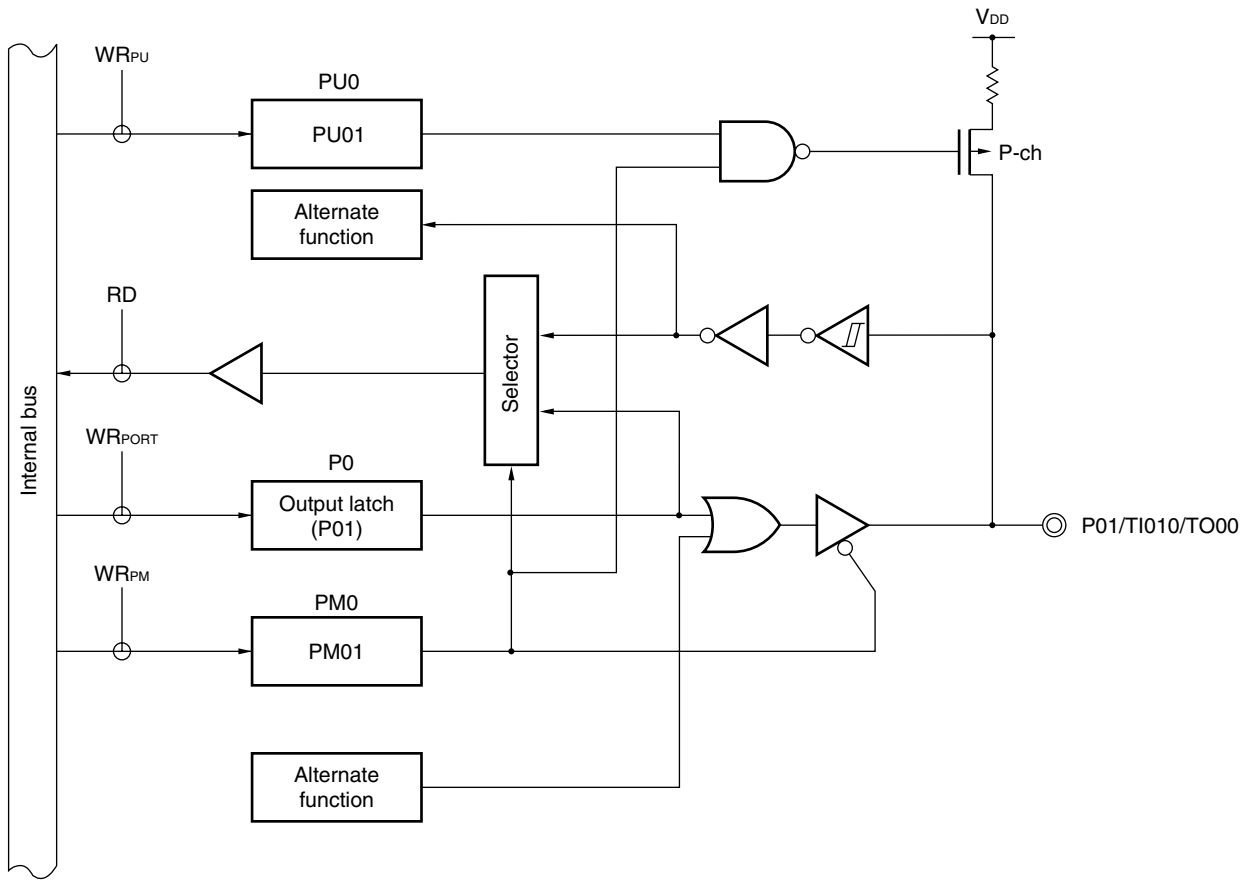 VDD
WRPU
PU0
PU01
P-ch
Alternate
function
RD
Selector
Internal bus
WRPORT
P0
Output latch
(P01)
P01/TI010/TO00
WRPM
PM0
PM01
Alternate
function